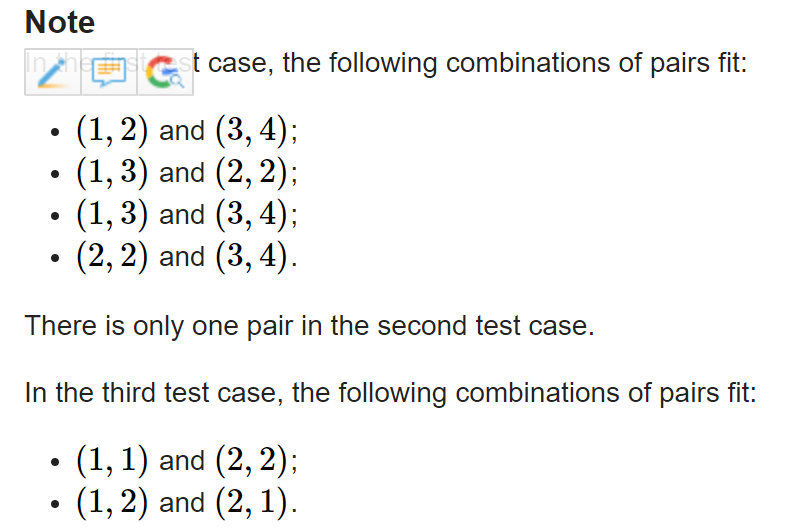 Note
In the first test case, the following combinations of pairs fit:
• (1, 2) and (3, 4);
• (1, 3) and (2, 2);
• (1, 3) and (3, 4);
• (2, 2) and (3, 4).
There is only one pair in the second test case.
In the third test case, the following combinations of pairs fit:
• (1, 1) and (2, 2);
• (1, 2) and (2, 1).